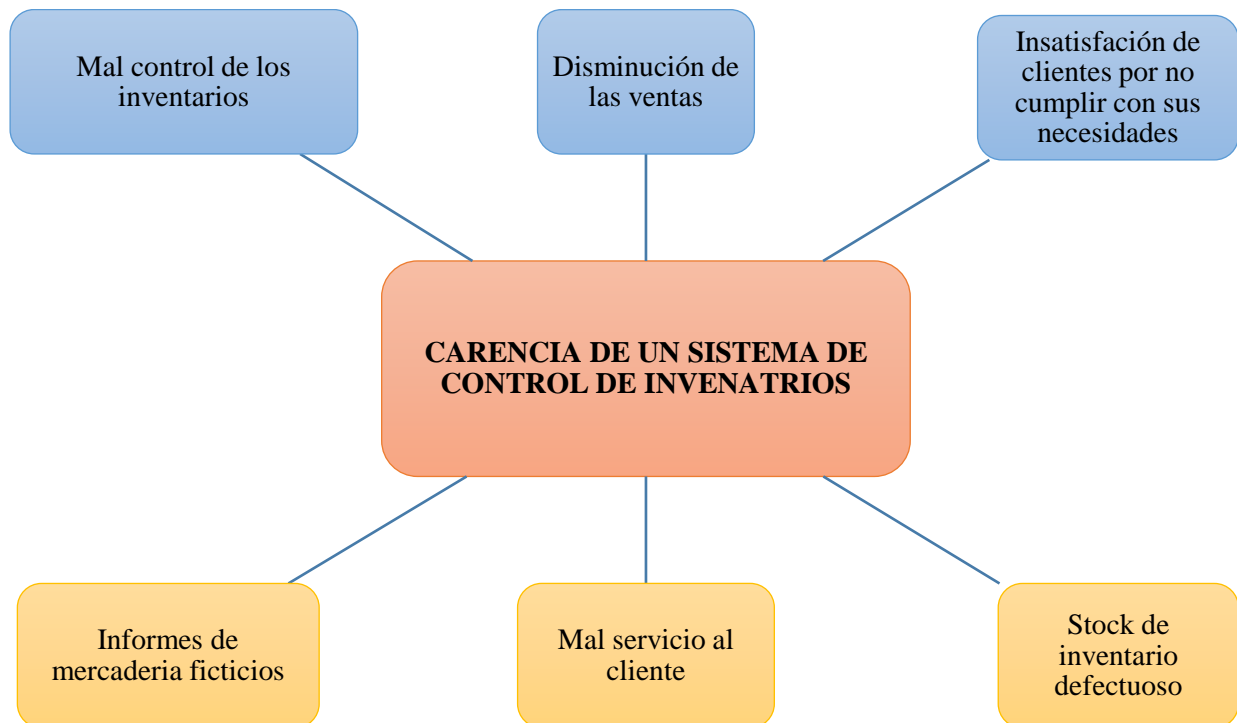 Mal control de los
inventarios
Disminución de
las ventas
Insatisfación de
clientes por no
cumplir con sus
necesidades
CARENCIA DE UN SISTEMA DE
CONTROL DE INVENATRIOS
Informes de
mercaderia ficticios
Mal servicio al
cliente
Stock de
inventario
defectuoso